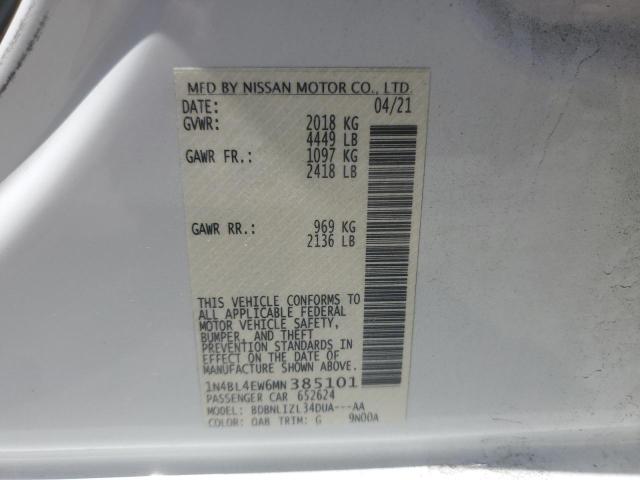 MFD BY NISSAN MOTOR CO., LTD
DATE: 04/21
GVWR: 2018 KG
4449 LB
GAWR FR.: 1097 KG
2418 LB
GAWR RR.: 969 KG
2136 LB
THIS VEHICLE CONFORMS TO
ALL APPLICABLE FEDERAL
MOTOR VEHICLE SAFETY,
BUMPER, AND THEFT
PREVENTION STANDARDS IN
EFFECT ON THE DATE OF
MANUFACTURE SHOWN ABOVE.
1N4BL4EW6MN385101
PASSENGER CAR 652624
MODEL: BDBNLIZL34DUA---AA
COLOR: QAB TRIM: G 9N00A